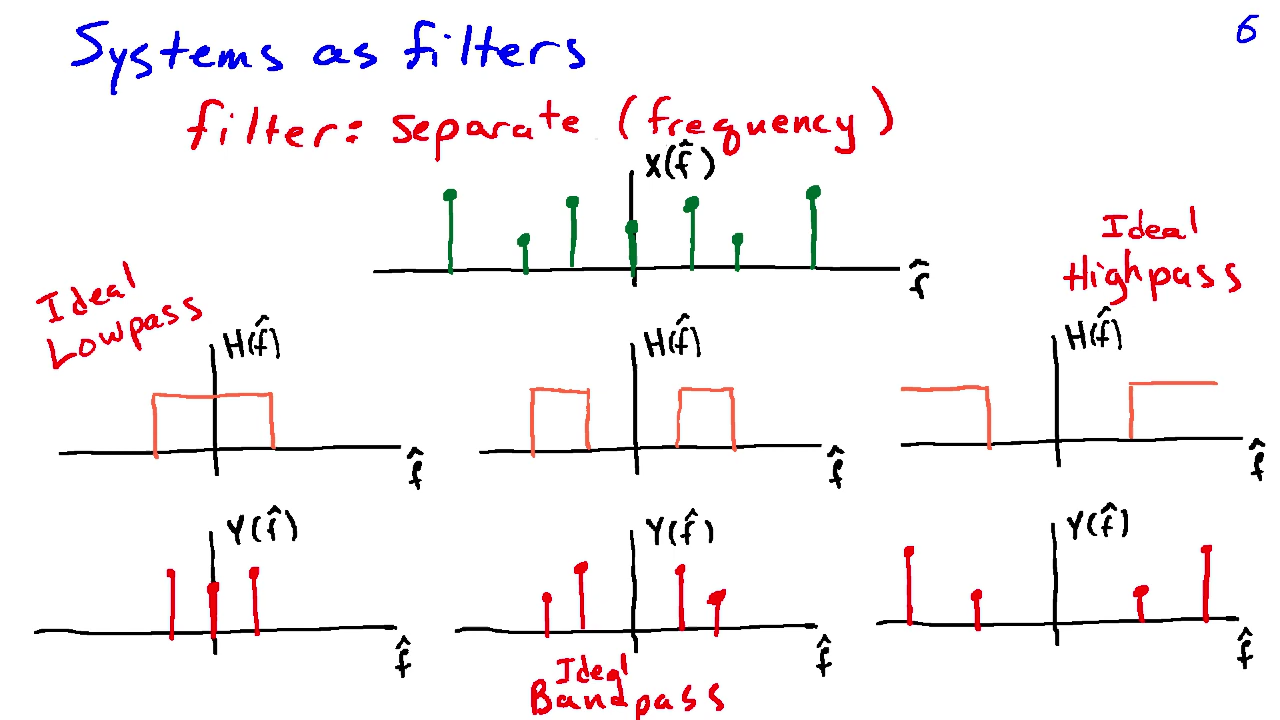 6
Systems as filters
filter: separate (frequency)
X(f̂)
f̂
Ideal
Lowpass
Ideal
Highpass
H(f̂)
H(f̂)
H(f̂)
f̂
f̂
f̂
Y(f̂)
Y(f̂)
Y(f̂)
f̂
f̂
f̂
Ideal
Bandpass